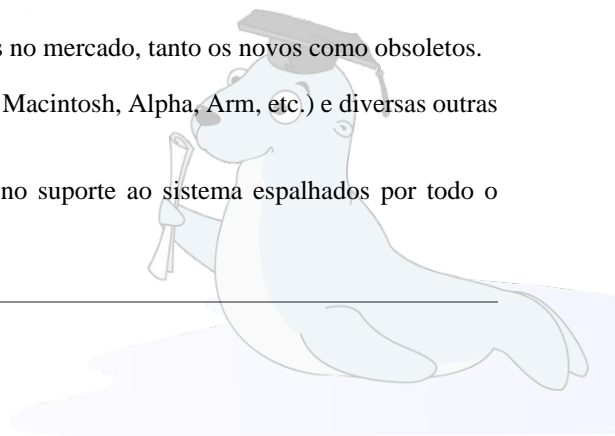 s no mercado, tanto os novos como obsoletos.
Macintosh, Alpha, Arm, etc.) e diversas outras
no suporte ao sistema espalhados por todo o